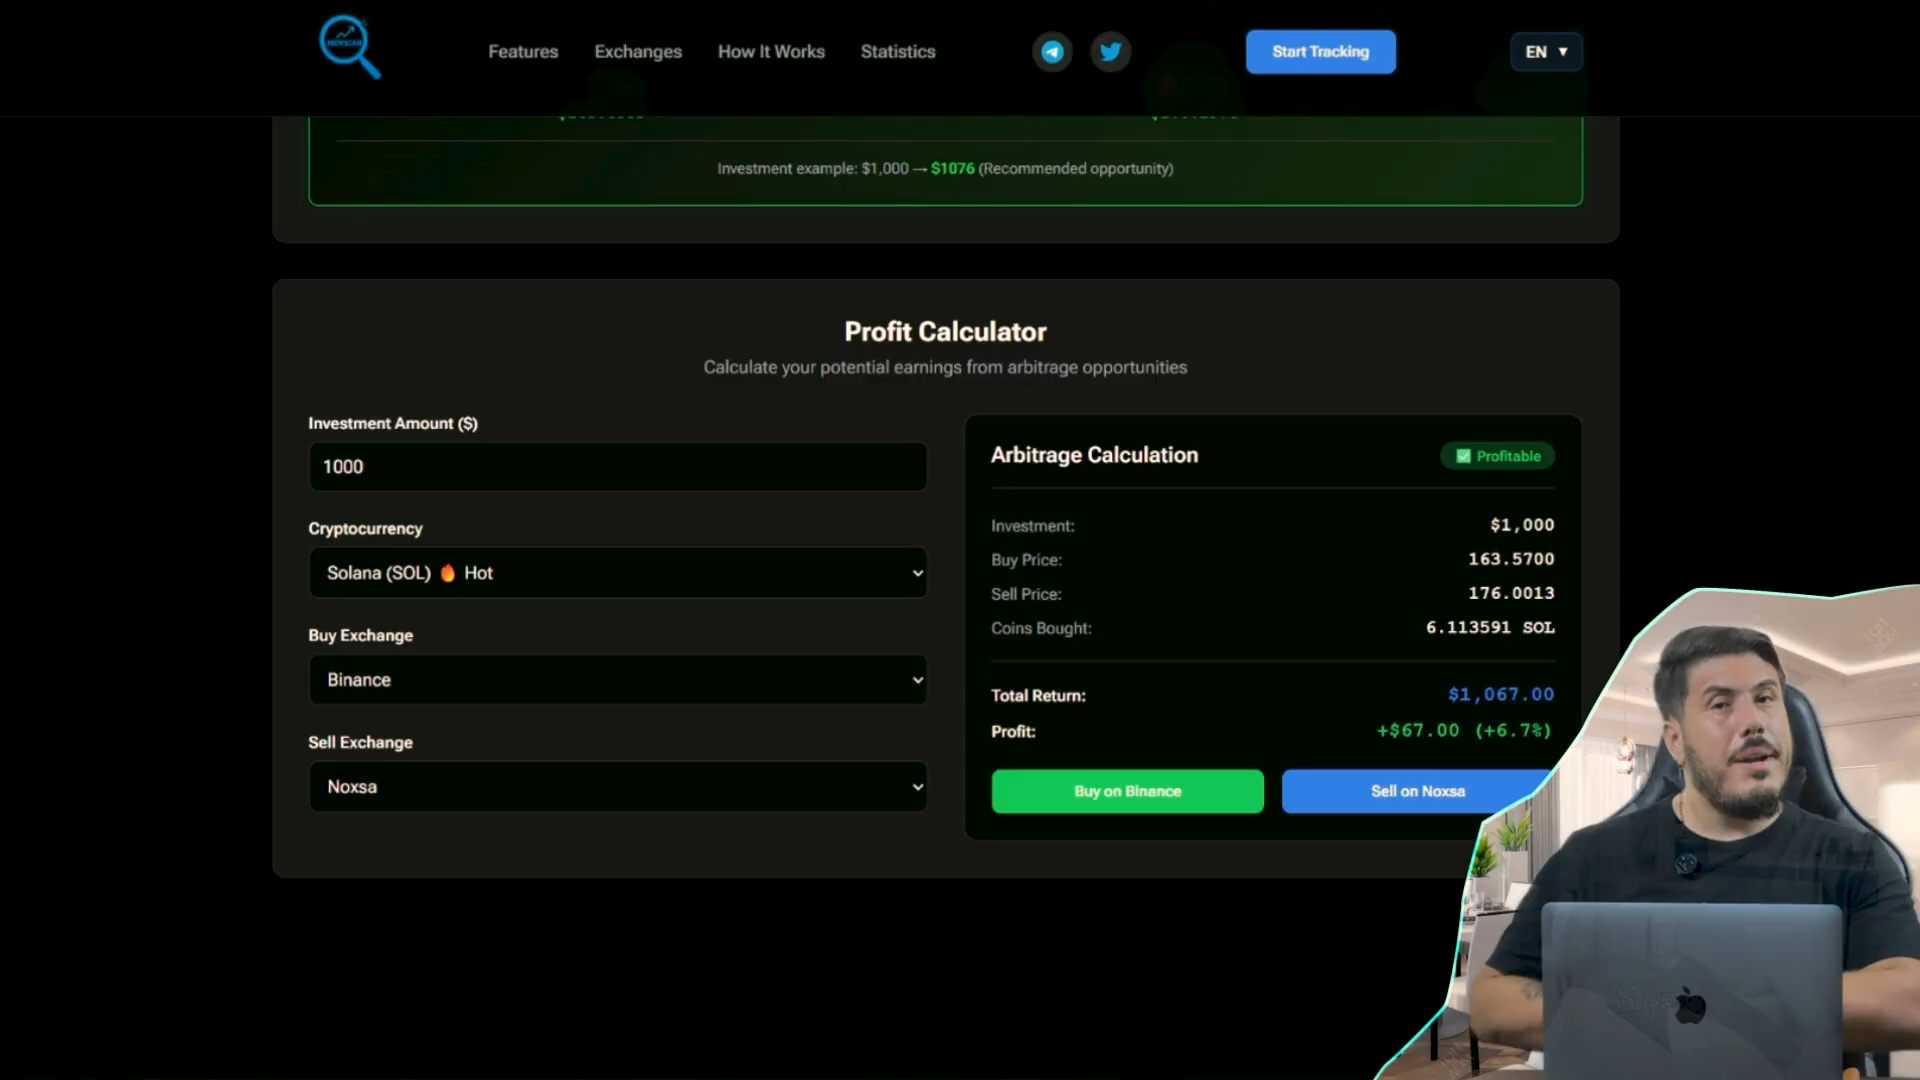 Features
Exchanges
How It Works
Statistics
Start Tracking
EN ▼
Investment example: $1,000 → $1076 (Recommended opportunity)
Profit Calculator
Calculate your potential earnings from arbitrage opportunities
Investment Amount ($)
1000
Cryptocurrency
Solana (SOL) 🔥 Hot
Buy Exchange
Binance
Sell Exchange
Noxsa
Arbitrage Calculation
✅ Profitable
Investment: $1,000
Buy Price: 163.5700
Sell Price: 176.0013
Coins Bought: 6.113591 SOL
Total Return: $1,067.00
Profit: +$67.00 (+6.7%)
Buy on Binance
Sell on Noxsa